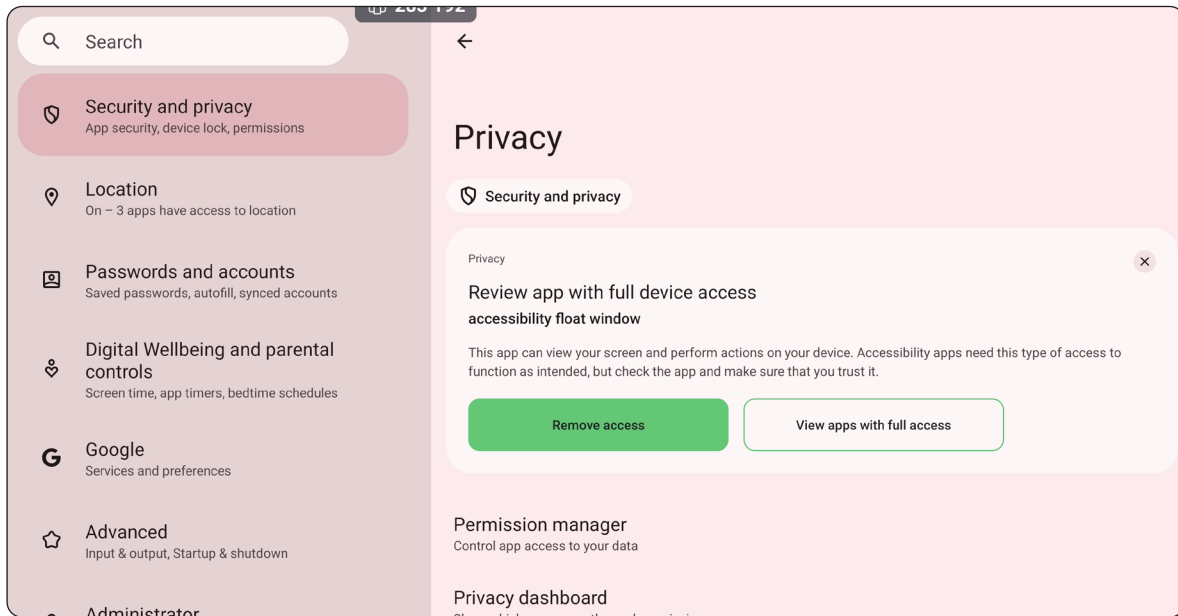 Search
Security and privacy
App security, device lock, permissions
Location
On – 3 apps have access to location
Passwords and accounts
Saved passwords, autofill, synced accounts
Digital Wellbeing and parental
controls
Screen time, app timers, bedtime schedules
Google
Services and preferences
Advanced
Input & output, Startup & shutdown
Administrator
Privacy
Security and privacy
Privacy
Review app with full device access
accessibility float window
This app can view your screen and perform actions on your device. Accessibility apps need this type of access to
function as intended, but check the app and make sure that you trust it.
Remove access
View apps with full access
Permission manager
Control app access to your data
Privacy dashboard